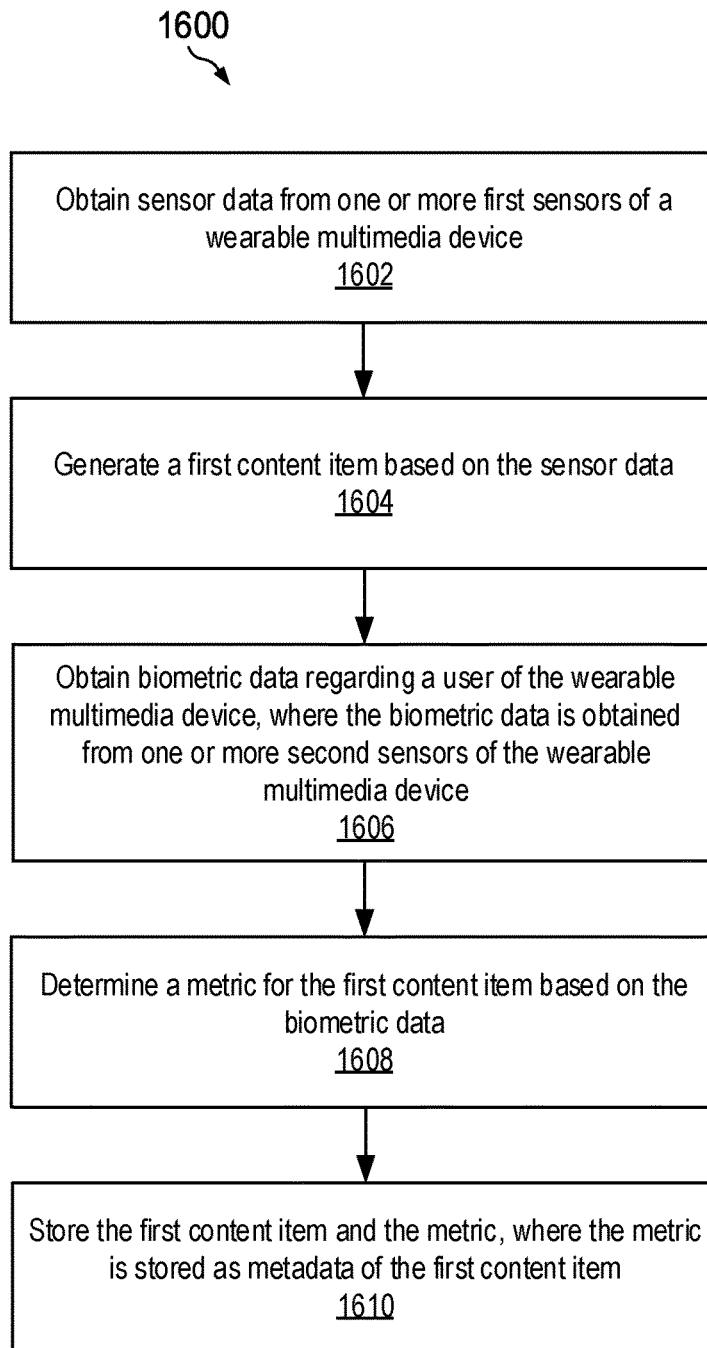 1600
Obtain sensor data from one or more first sensors of a
wearable multimedia device
1602
Generate a first content item based on the sensor data
1604
Obtain biometric data regarding a user of the wearable
multimedia device, where the biometric data is obtained
from one or more second sensors of the wearable
multimedia device
1606
Determine a metric for the first content item based on the
biometric data
1608
Store the first content item and the metric, where the metric
is stored as metadata of the first content item
1610